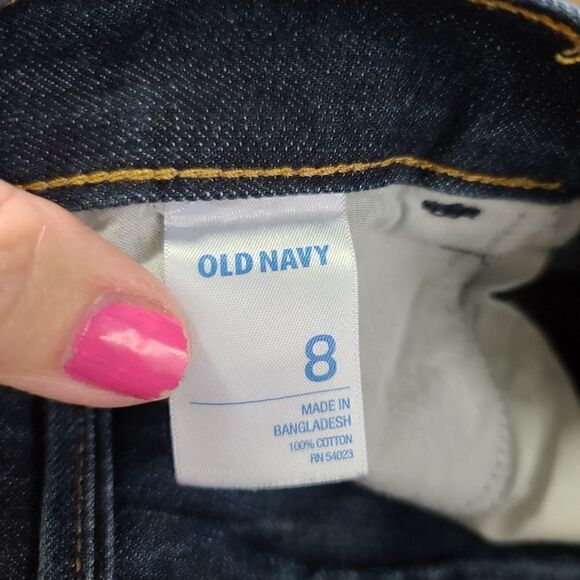 OLD NAVY
8
MADE IN
BANGLADESH
100% COTTON
RN 54023